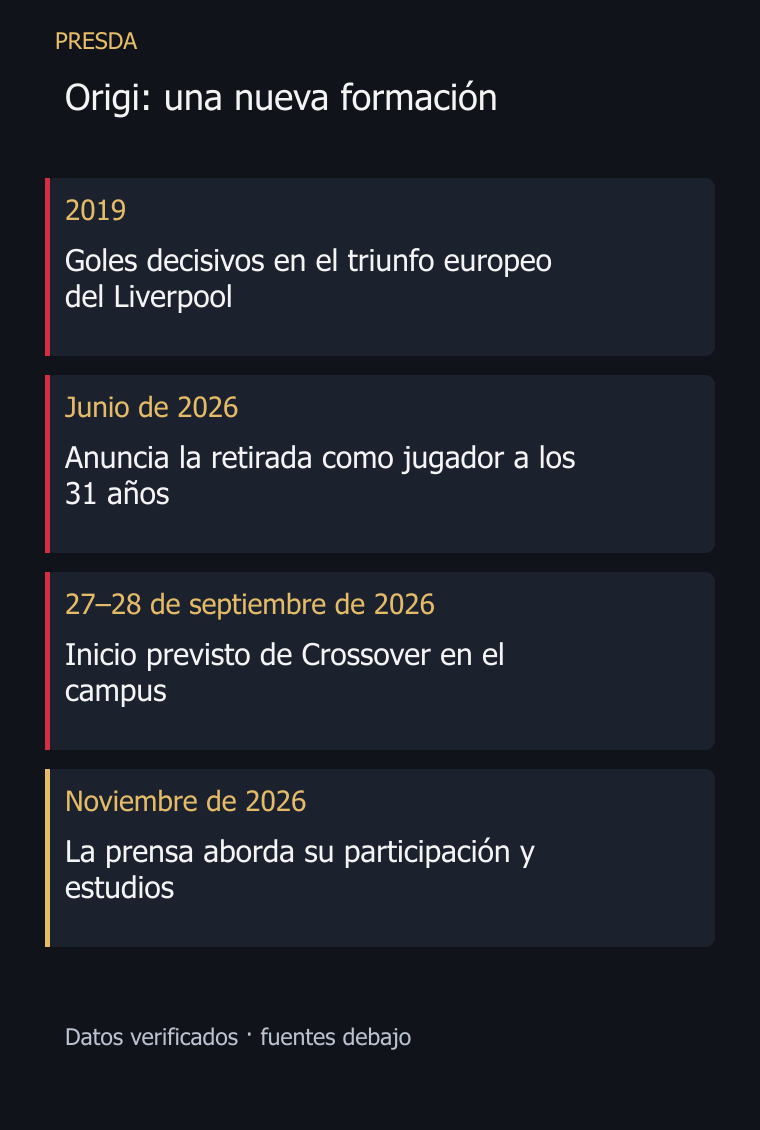 PRESDA
Origi: una nueva formación
2019
Goles decisivos en el triunfo europeo
del Liverpool
Junio de 2026
Anuncia la retirada como jugador a los
31 años
27–28 de septiembre de 2026
Inicio previsto de Crossover en el
campus
Noviembre de 2026
La prensa aborda su participación y
estudios
Datos verificados · fuentes debajo